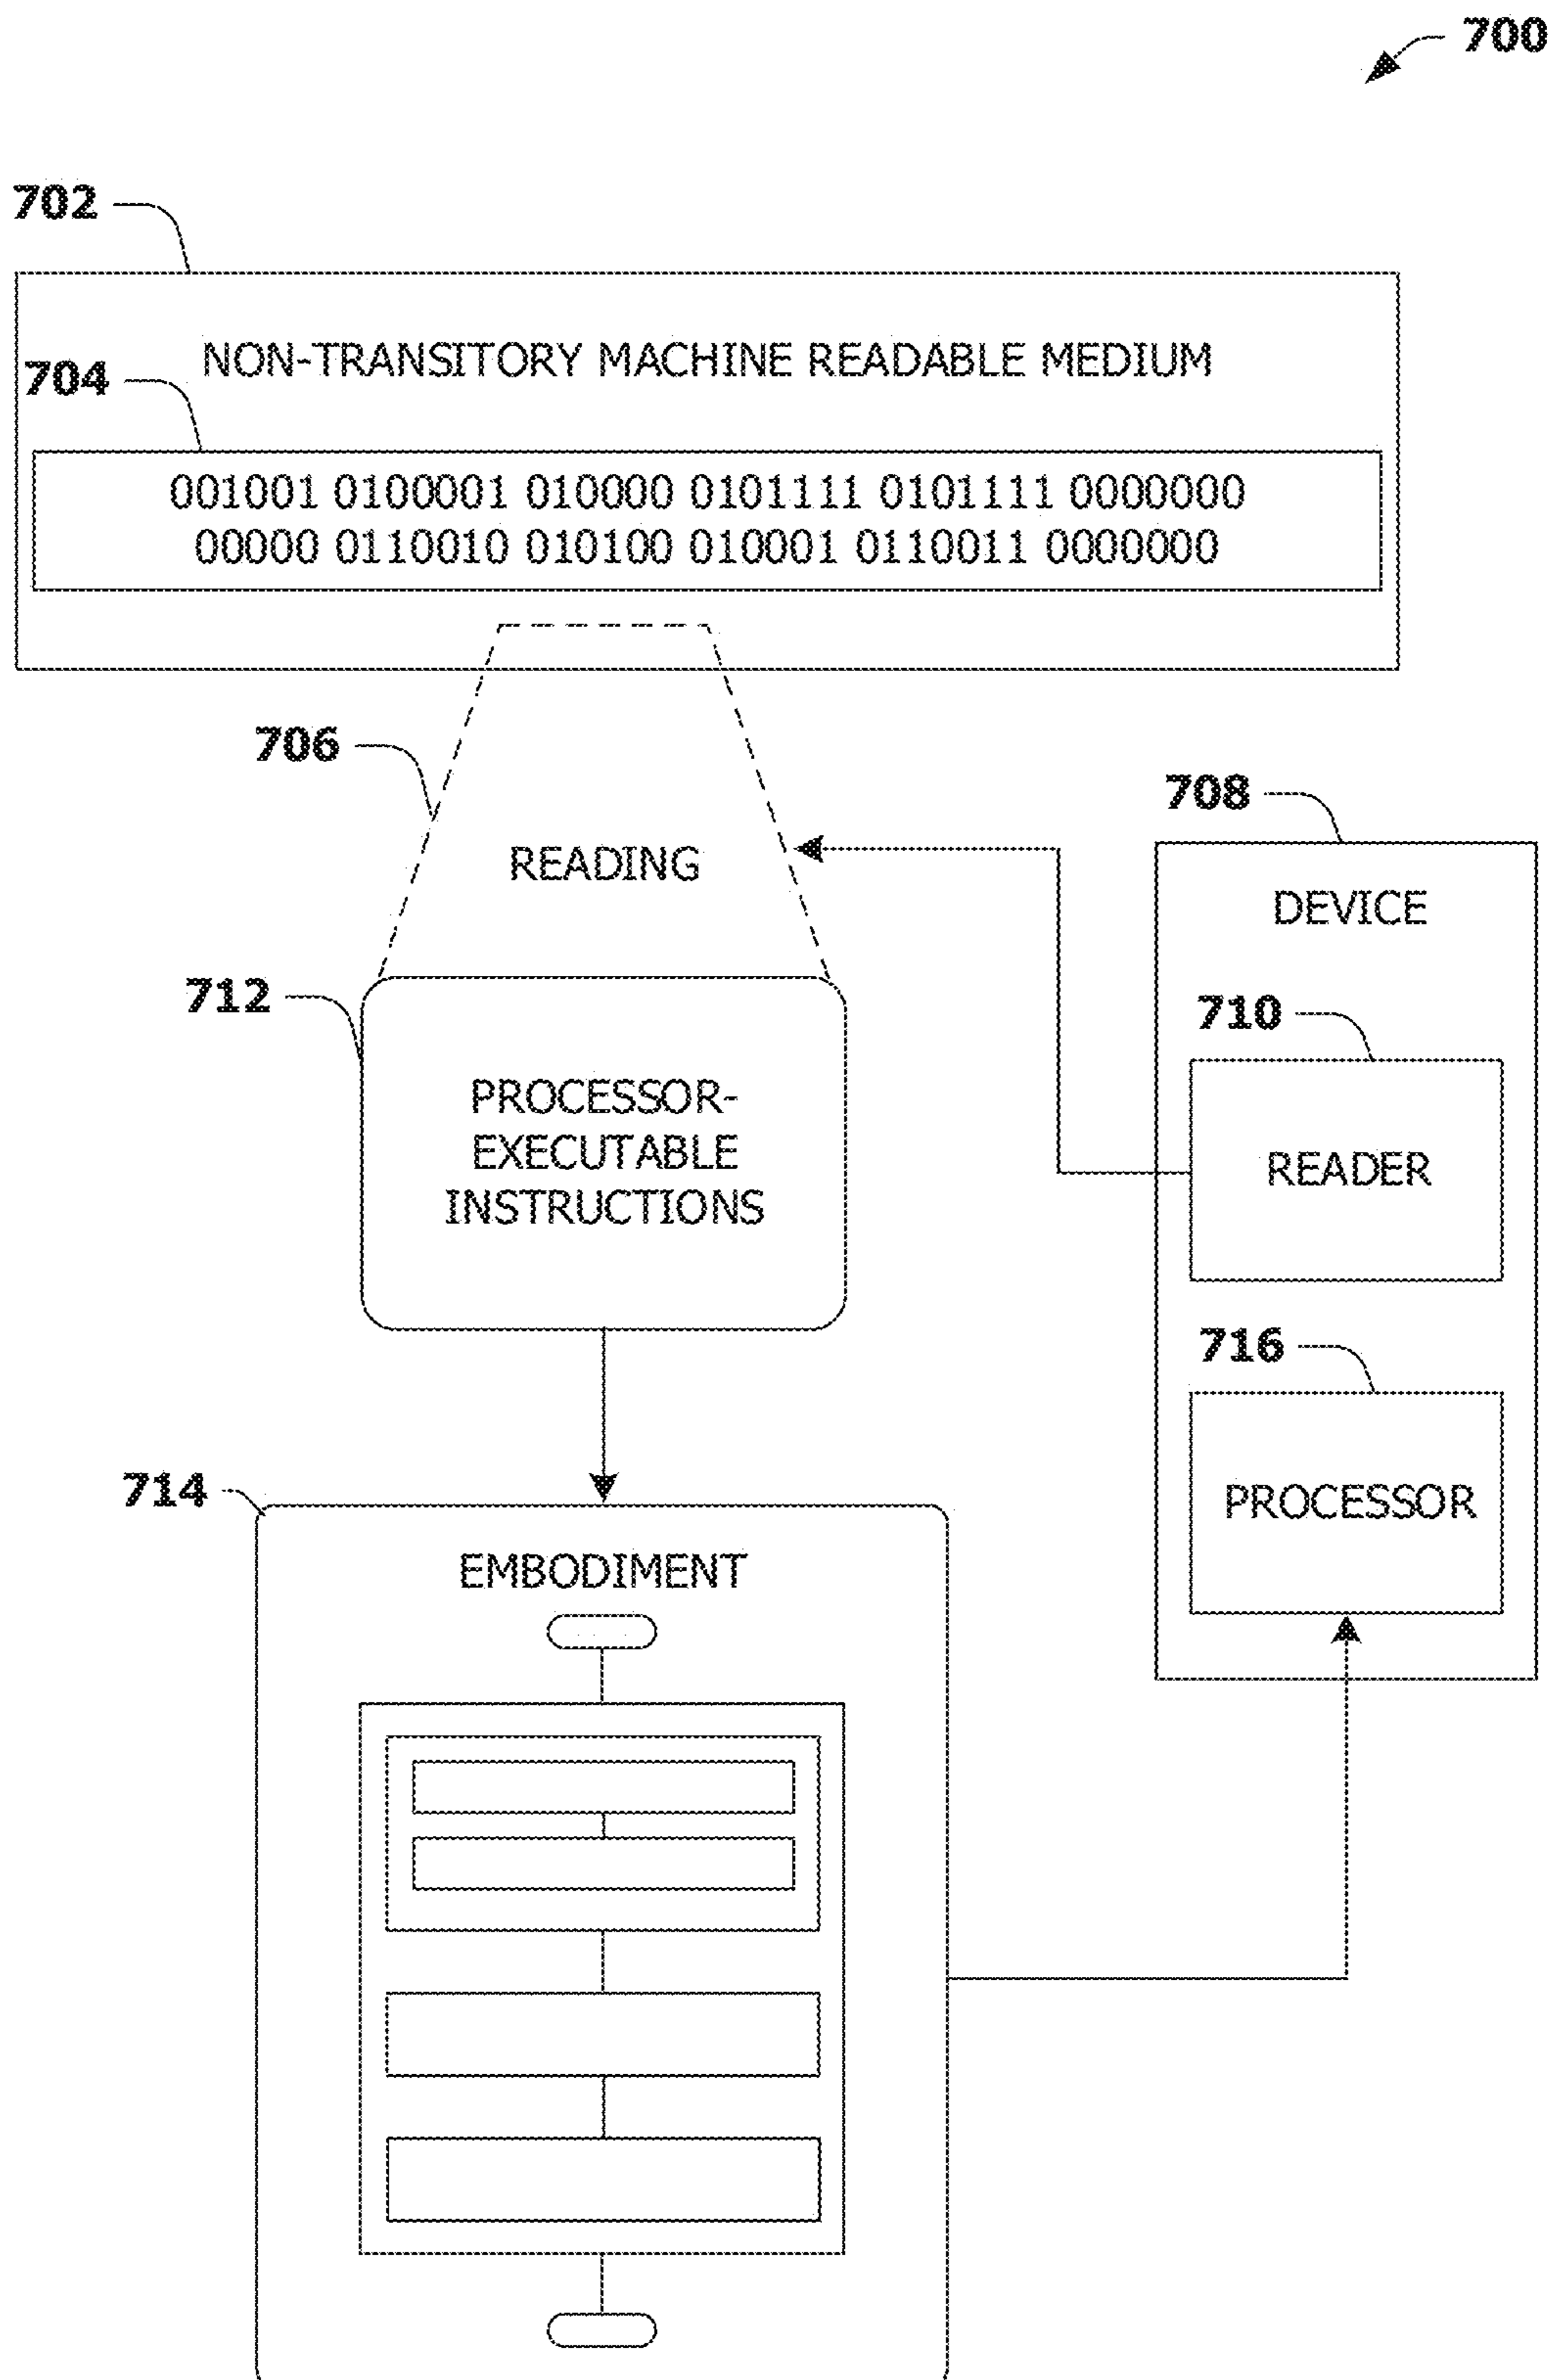 700
702
NON-TRANSITORY MACHINE READABLE MEDIUM
704
001001 0100001 010000 0101111 0101111 0000000
00000 0110010 010100 010001 0110011 0000000
706
READING
708
DEVICE
712
710
PROCESSOR-
EXECUTABLE
INSTRUCTIONS
READER
716
PROCESSOR
714
EMBODIMENT